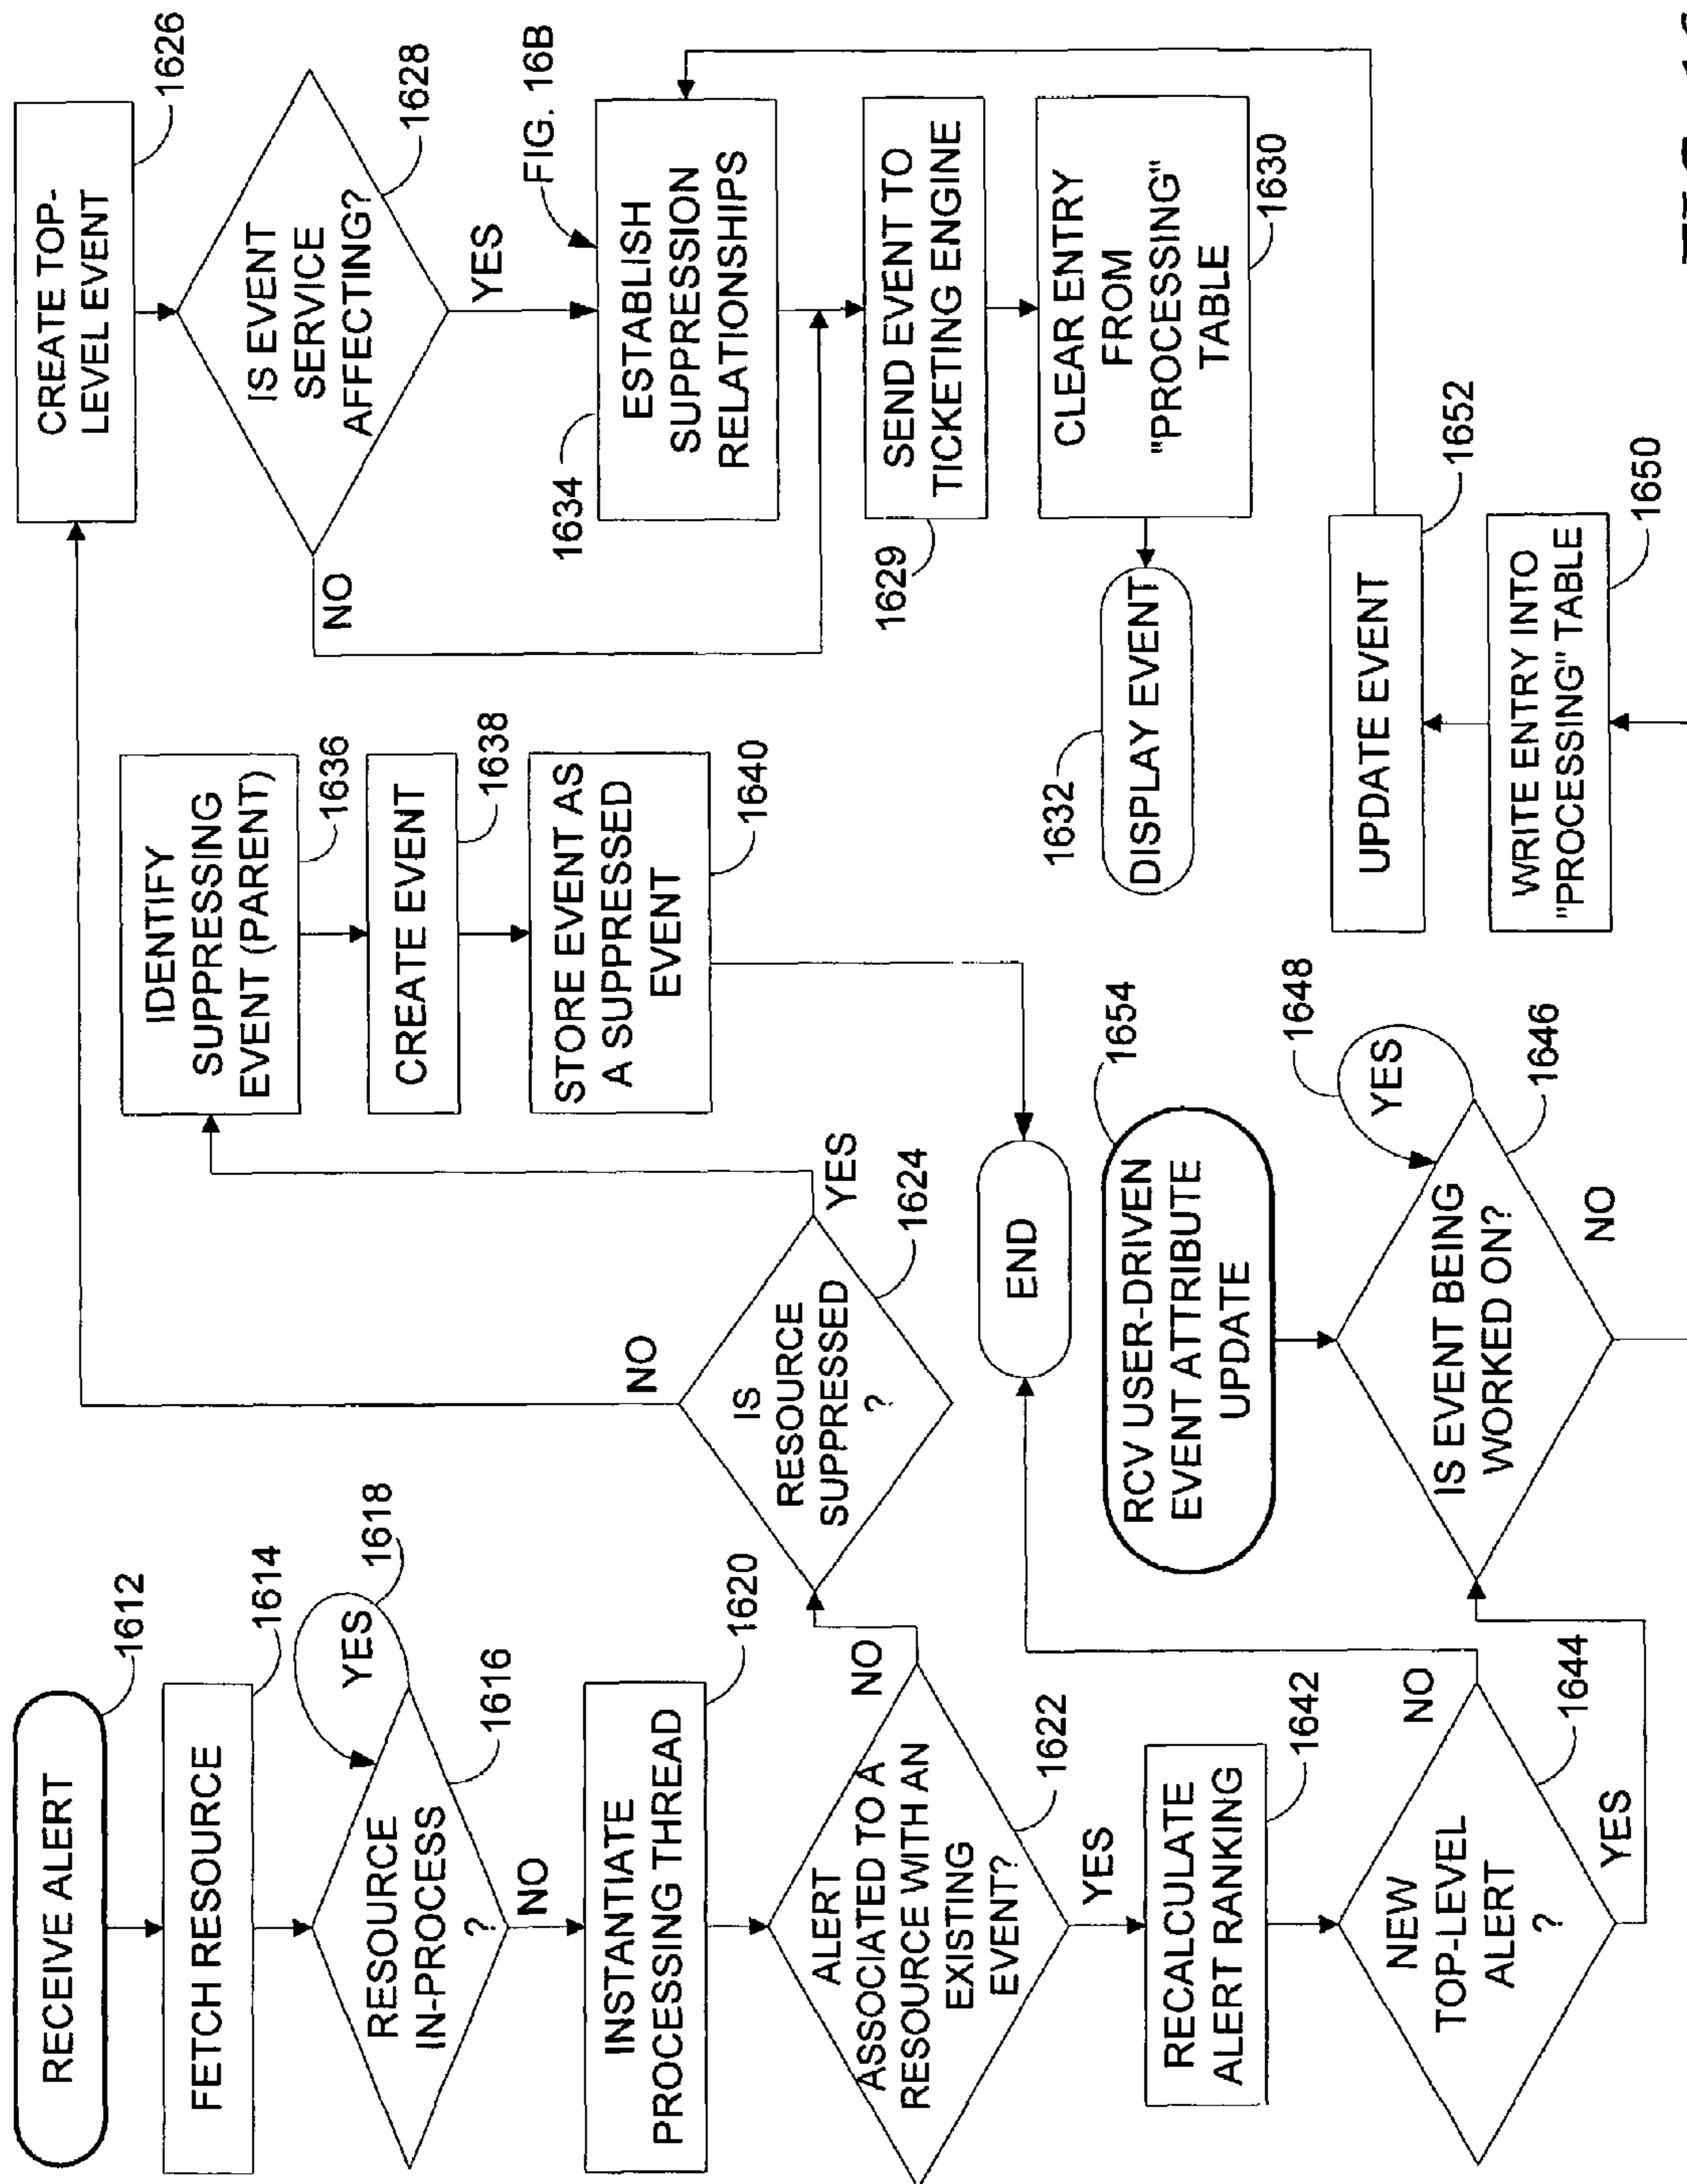 RECEIVE ALERT
1612
FETCH RESOURCE
1614
RESOURCE
IN-PROCESS
?
YES
1618
1616
NO
INSTANTIATE
PROCESSING THREAD
1620
ALERT
ASSOCIATED TO A
RESOURCE WITH AN
EXISTING
EVENT?
NO
1622
YES
RECALCULATE
ALERT RANKING
1642
NEW
TOP-LEVEL
ALERT
?
NO
1644
YES
NO
IS
RESOURCE
SUPPRESSED
?
YES
1624
IDENTIFY
SUPPRESSING
EVENT (PARENT)
1636
CREATE EVENT
1638
STORE EVENT AS
A SUPPRESSED
EVENT
1640
END
RCV USER-DRIVEN
EVENT ATTRIBUTE
UPDATE
1654
IS EVENT BEING
WORKED ON?
YES
1648
1646
NO
CREATE TOP-
LEVEL EVENT
1626
IS EVENT
SERVICE
AFFECTING?
1628
NO
YES
FIG. 16B
1634
ESTABLISH
SUPPRESSION
RELATIONSHIPS
SEND EVENT TO
TICKETING ENGINE
1629
CLEAR ENTRY
FROM
"PROCESSING"
TABLE
1630
1632
DISPLAY EVENT
UPDATE EVENT
1652
WRITE ENTRY INTO
"PROCESSING" TABLE
1650